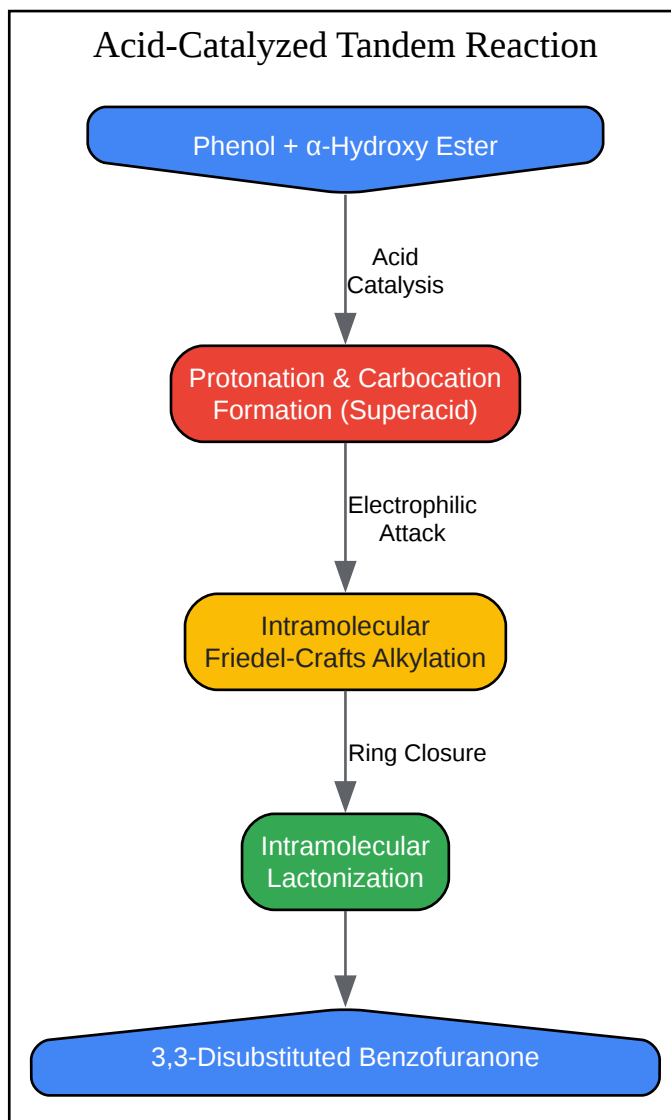 Acid-Catalyzed Tandem Reaction
Phenol + α-Hydroxy Ester
Acid
Catalysis
Protonation & Carbocation
Formation (Superacid)
Electrophilic
Attack
Intramolecular
Friedel-Crafts Alkylation
Ring Closure
Intramolecular
Lactonization
3,3-Disubstituted Benzofuranone